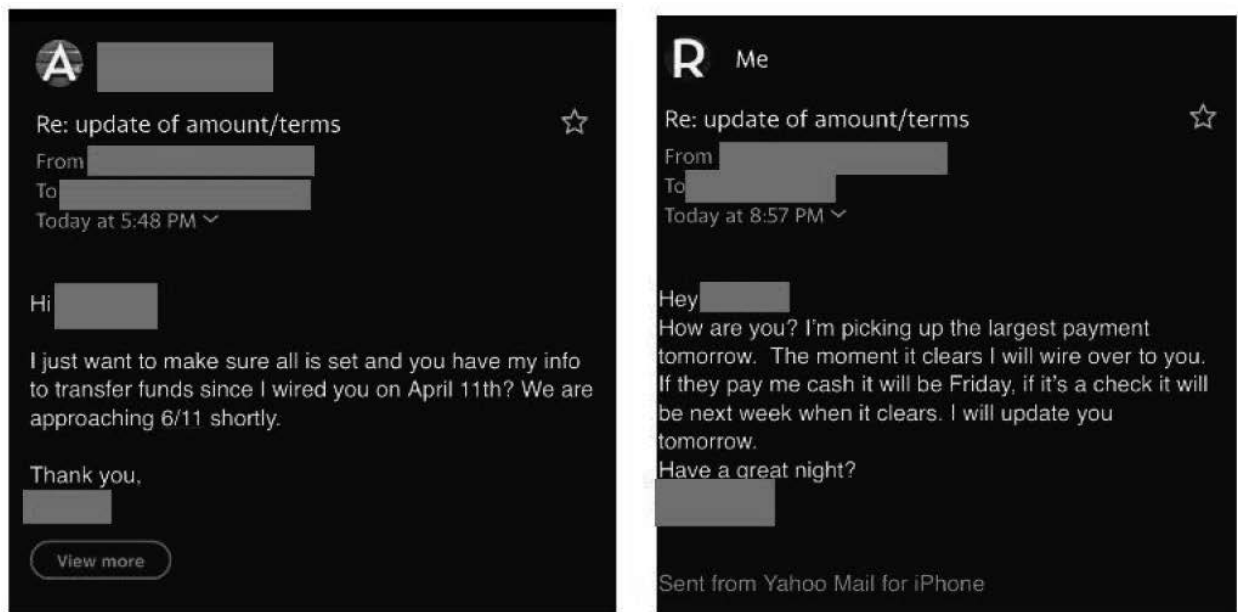 A
Re: update of amount/terms
From
To
Today at 5:48 PM
Hi
I just want to make sure all is set and you have my info
to transfer funds since I wired you on April 11th? We are
approaching 6/11 shortly.
Thank you,
View more
R Me
Re: update of amount/terms
From
To
Today at 8:57 PM
Hey
How are you? I'm picking up the largest payment
tomorrow.  The moment it clears I will wire over to you.
If they pay me cash it will be Friday, if it's a check it will
be next week when it clears. I will update you
tomorrow.
Have a great night?
Sent from Yahoo Mail for iPhone